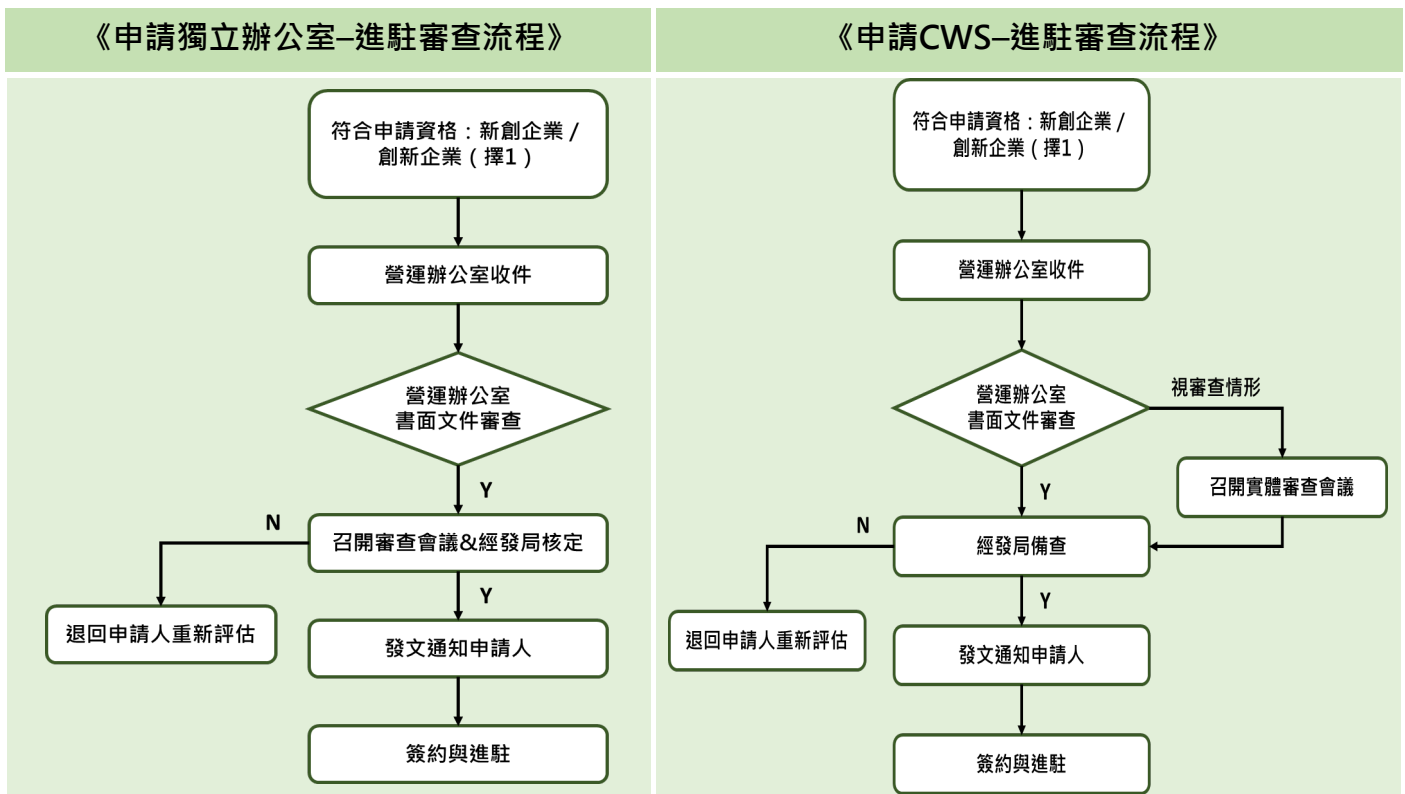 《申請獨立辦公室–進駐審查流程》
符合申請資格：新創企業 /
創新企業（擇1）
營運辦公室收件
營運辦公室
書面文件審查
Y
N
召開審查會議&經發局核定
Y
退回申請人重新評估
發文通知申請人
簽約與進駐
《申請CWS–進駐審查流程》
符合申請資格：新創企業 /
創新企業（擇1）
營運辦公室收件
營運辦公室
書面文件審查
視審查情形
召開實體審查會議
Y
N
經發局備查
Y
退回申請人重新評估
發文通知申請人
簽約與進駐